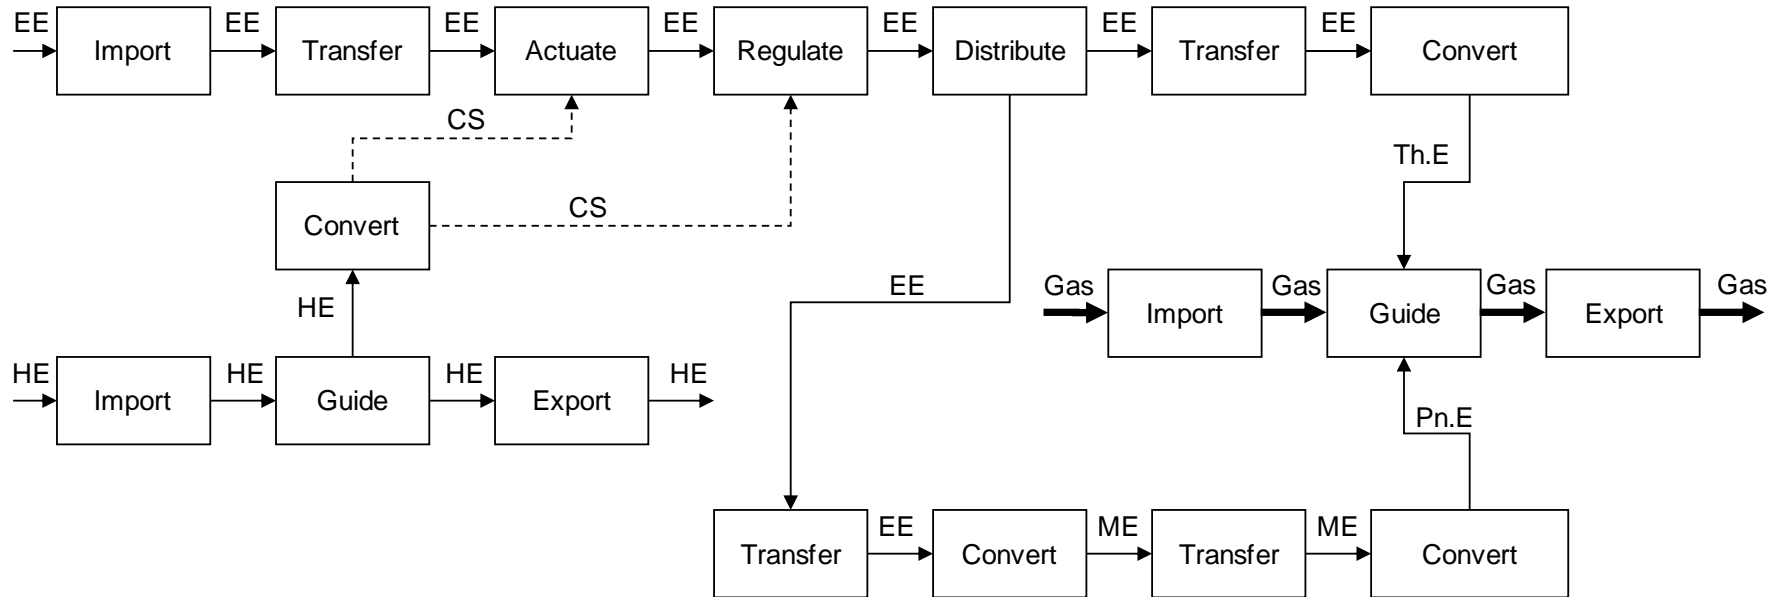 EE EE EE EE EE EE EE
Import Transfer Actuate Regulate Distribute Transfer Convert
CS
Th.E
CS
Convert
EE
Gas Gas Gas Gas
HE
Import Guide Export
HE HE HE HE
Import Guide Export
Pn.E
EE ME ME
Transfer Convert Transfer Convert